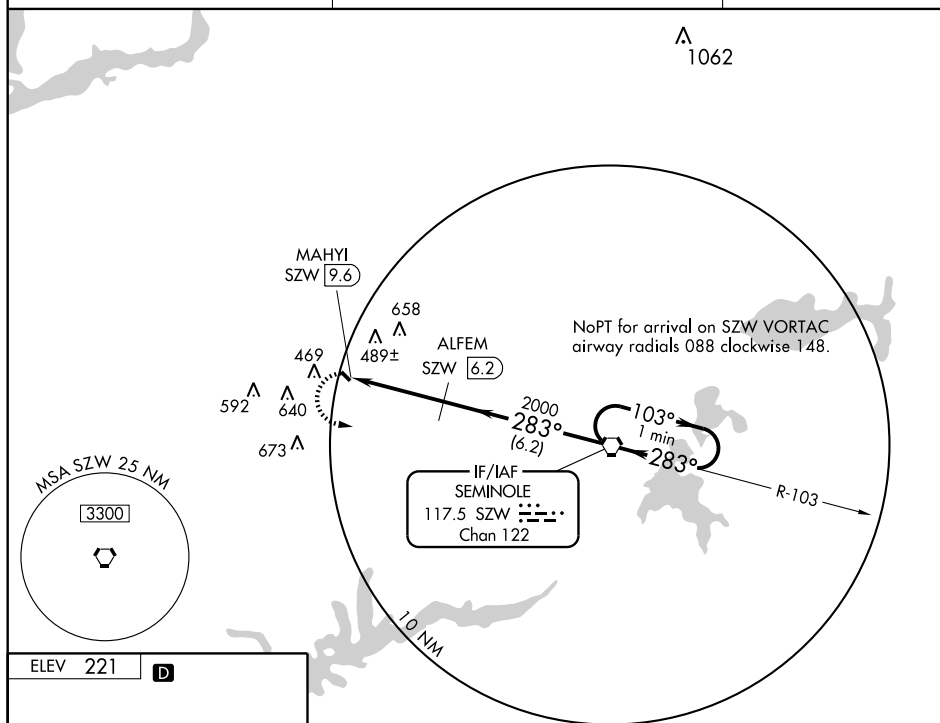 1062
MAHYI
SZW 9.6
658
489±
469
592
640
673
ALFEM
SZW 6.2
NoPT for arrival on SZW VORTAC
airway radials 088 clockwise 148.
2000
283°
(6.2)
103°
1 min
283°
R-103
IF/IAF
SEMINOLE
117.5 SZW
Chan 122
MSA SZW 25 NM
3300
10 NM
ELEV 221 D